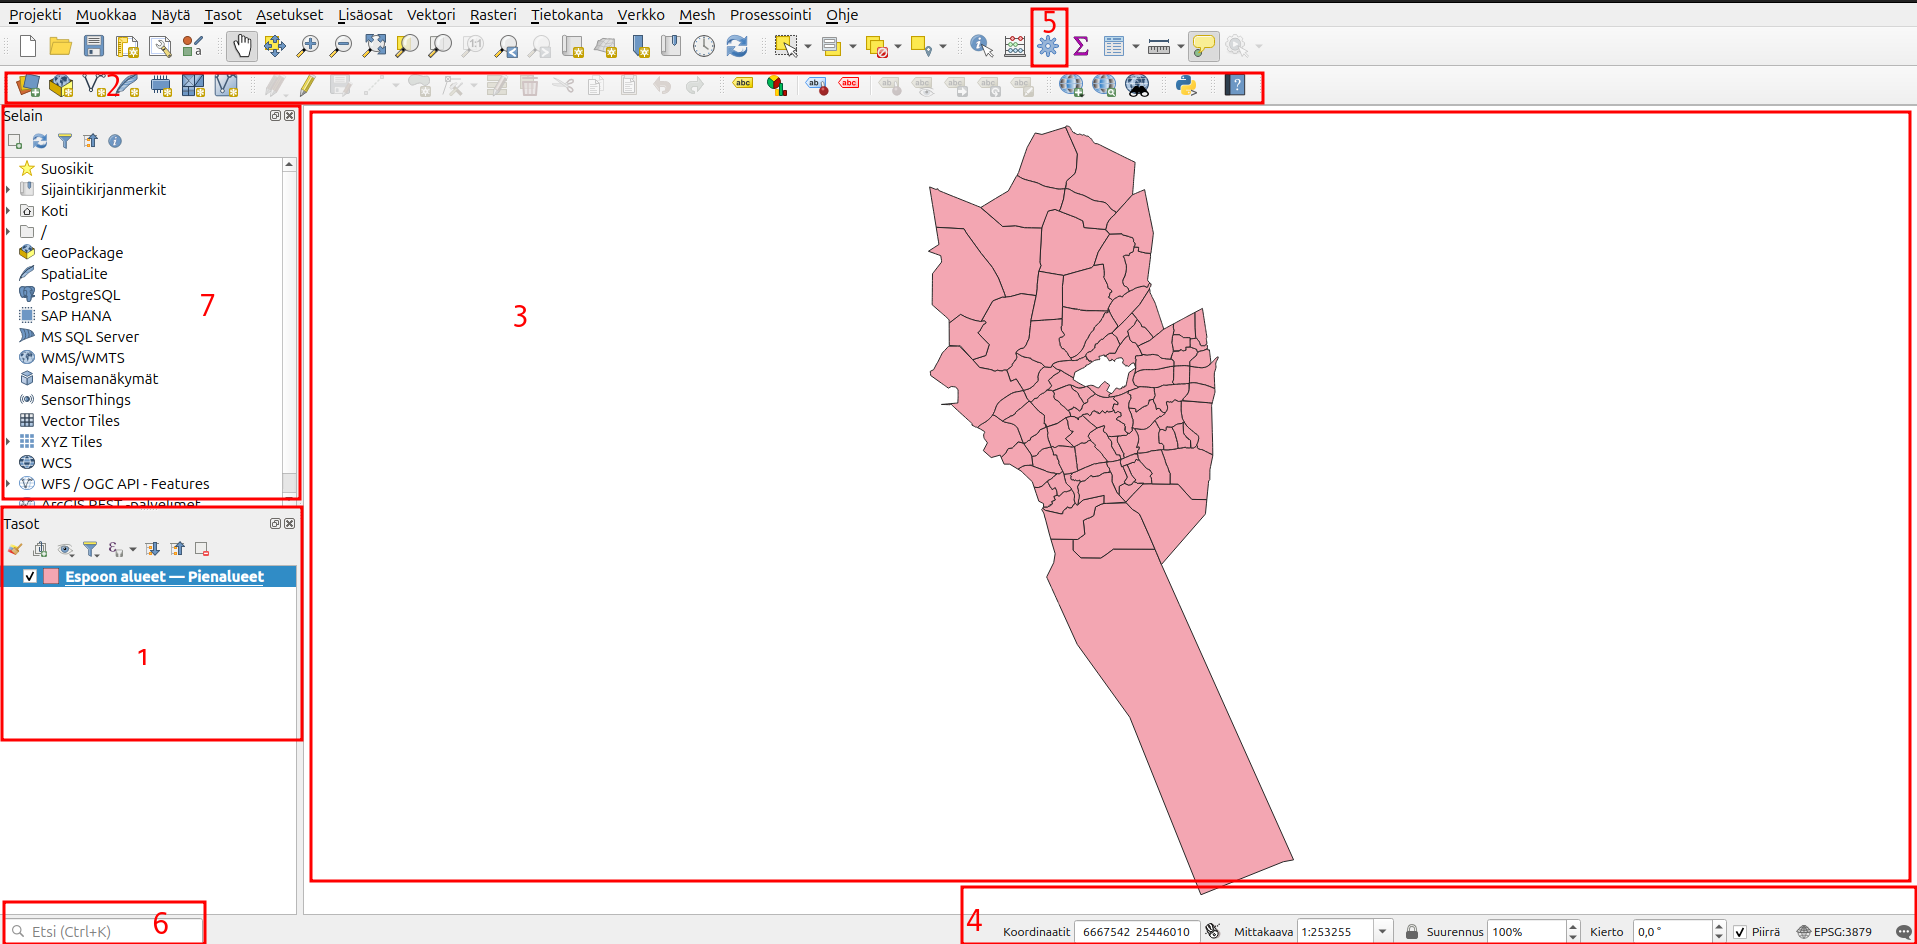 Projekti Muokkaa Näytä Tasot Asetukset Lisäosat Vektori Rasteri Tietokanta Verkko Mesh Prosessointi Ohje
5
2
abc abc
Selain
Suosikit
Sijaintikirjanmerkit
Koti
/
GeoPackage
SpatiaLite
PostgreSQL
7
SAP HANA
3
MS SQL Server
WMS/WMTS
Maisemanäkymät
SensorThings
Vector Tiles
XYZ Tiles
WCS
WFS / OGC API - Features
ArcGIS REST -palvelimet
Tasot
Espoon alueet — Pienalueet
1
6
Etsi (Ctrl+K)
4
Koordinaatit 6667542 25446010 Mittakaava 1:253255 Suurennus 100% Kierto 0,0 ° Piirrä EPSG:3879